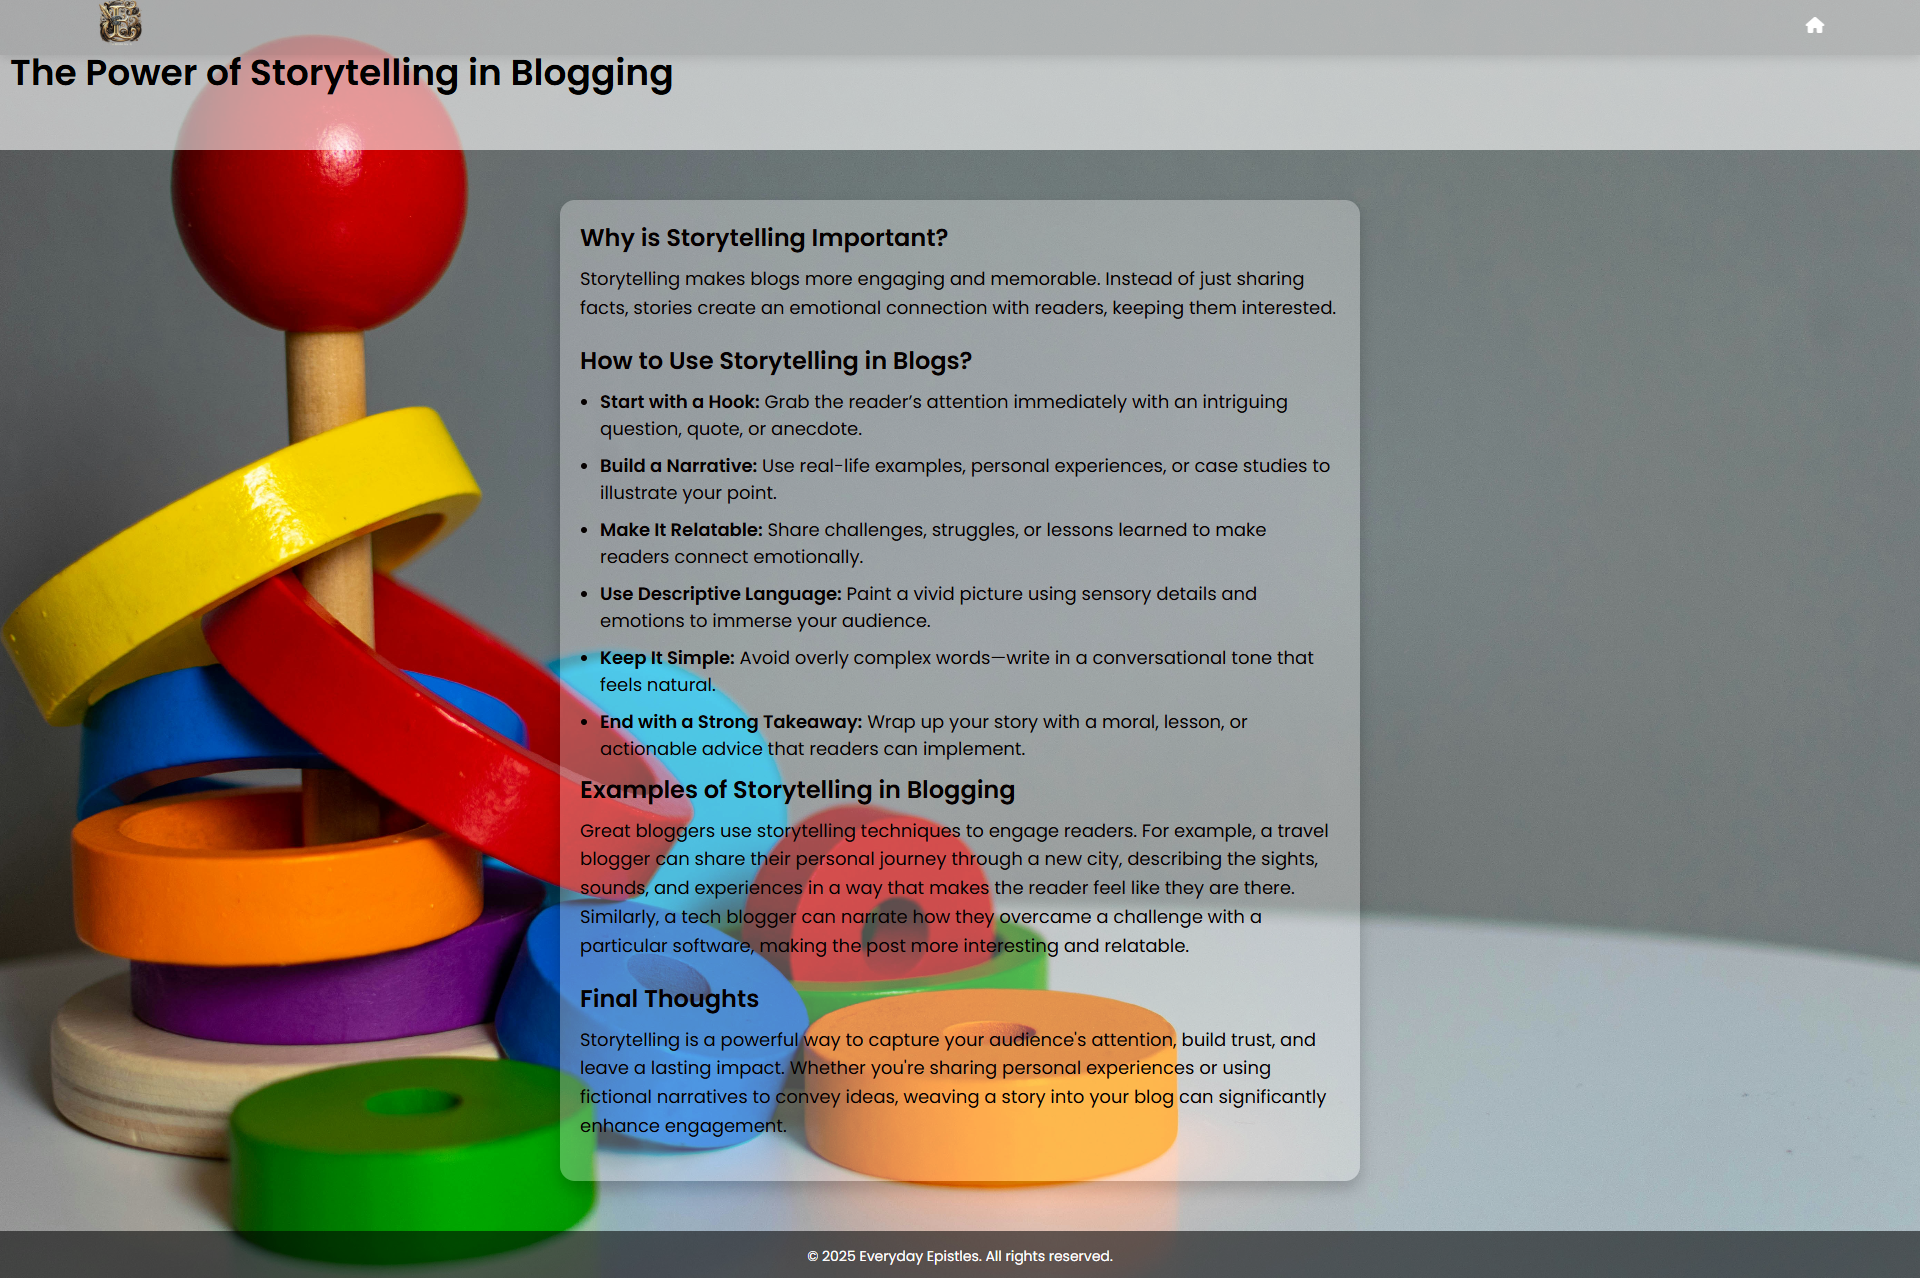 The Power of Storytelling in Blogging
Why is Storytelling Important?
Storytelling makes blogs more engaging and memorable. Instead of just sharing
facts, stories create an emotional connection with readers, keeping them interested.
How to Use Storytelling in Blogs?
• Start with a Hook: Grab the reader’s attention immediately with an intriguing
question, quote, or anecdote.
• Build a Narrative: Use real-life examples, personal experiences, or case studies to
illustrate your point.
• Make It Relatable: Share challenges, struggles, or lessons learned to make
readers connect emotionally.
• Use Descriptive Language: Paint a vivid picture using sensory details and
emotions to immerse your audience.
• Keep It Simple: Avoid overly complex words—write in a conversational tone that
feels natural.
• End with a Strong Takeaway: Wrap up your story with a moral, lesson, or
actionable advice that readers can implement.
Examples of Storytelling in Blogging
Great bloggers use storytelling techniques to engage readers. For example, a travel
blogger can share their personal journey through a new city, describing the sights,
sounds, and experiences in a way that makes the reader feel like they are there.
Similarly, a tech blogger can narrate how they overcame a challenge with a
particular software, making the post more interesting and relatable.
Final Thoughts
Storytelling is a powerful way to capture your audience's attention, build trust, and
leave a lasting impact. Whether you're sharing personal experiences or using
fictional narratives to convey ideas, weaving a story into your blog can significantly
enhance engagement.
© 2025 Everyday Epistles. All rights reserved.